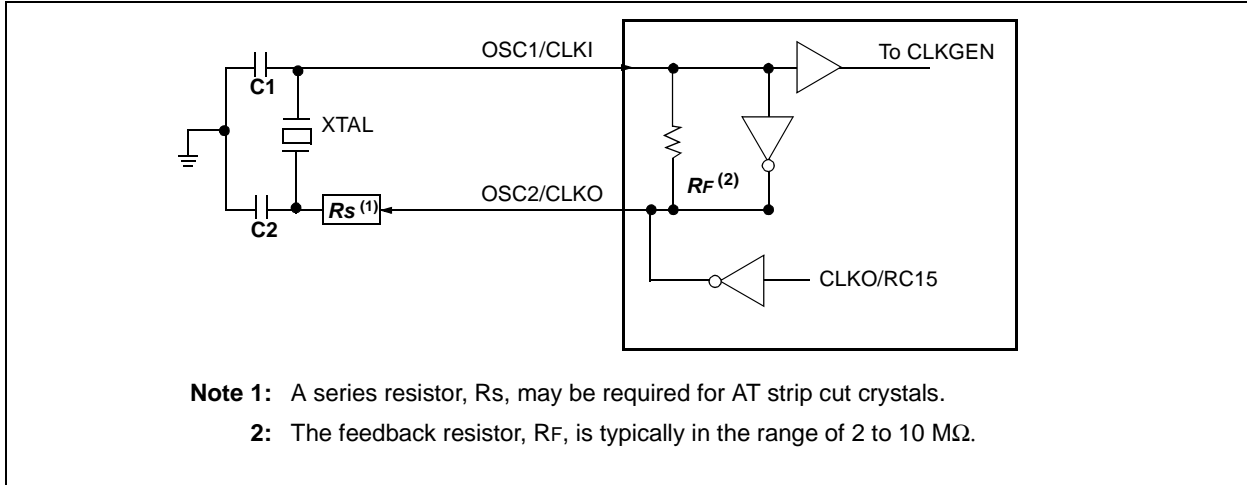 OSC1/CLKI
To CLKGEN
C1
XTAL
RF (2)
OSC2/CLKO
Rs (1)
C2
CLKO/RC15
Note 1: A series resistor, Rs, may be required for AT strip cut crystals.
2: The feedback resistor, RF, is typically in the range of 2 to 10 MΩ.